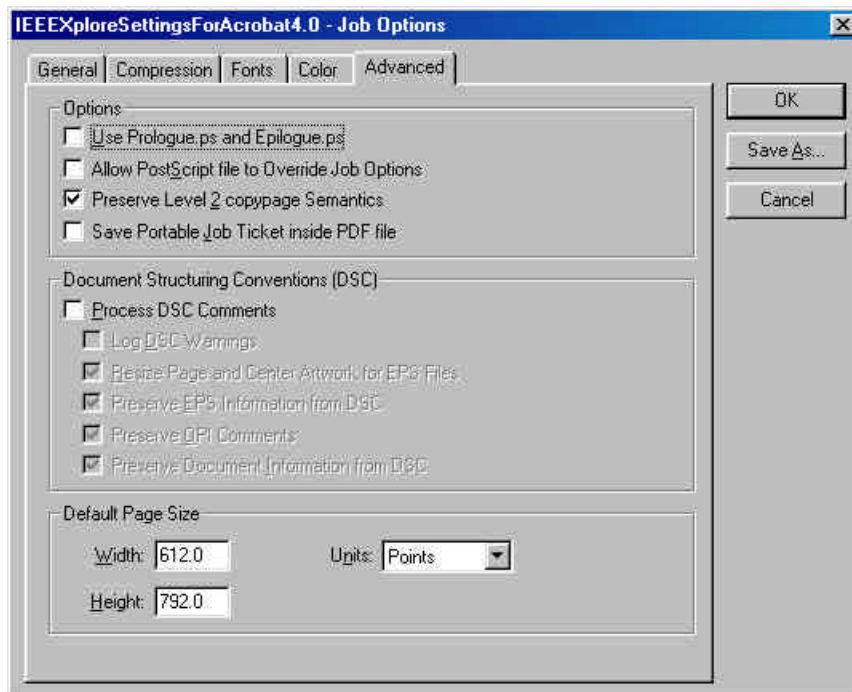 IEEEXploreSettingsForAcrobat4.0 - Job Options
General Compression Fonts Color Advanced
OK
Save As...
Cancel
Options
Use Prologue.ps and Epilogue.ps
Allow PostScript file to Override Job Options
Preserve Level 2 copypage Semantics
Save Portable Job Ticket inside PDF file
Document Structuring Conventions (DSC)
Process DSC Comments
Log DSC Warnings
Resize Page and Center Artwork for EPS Files
Preserve EPS Information from DSC
Preserve OPI Comments
Preserve Document Information from DSC
Default Page Size
Width: 612.0 Units: Points
Height: 792.0